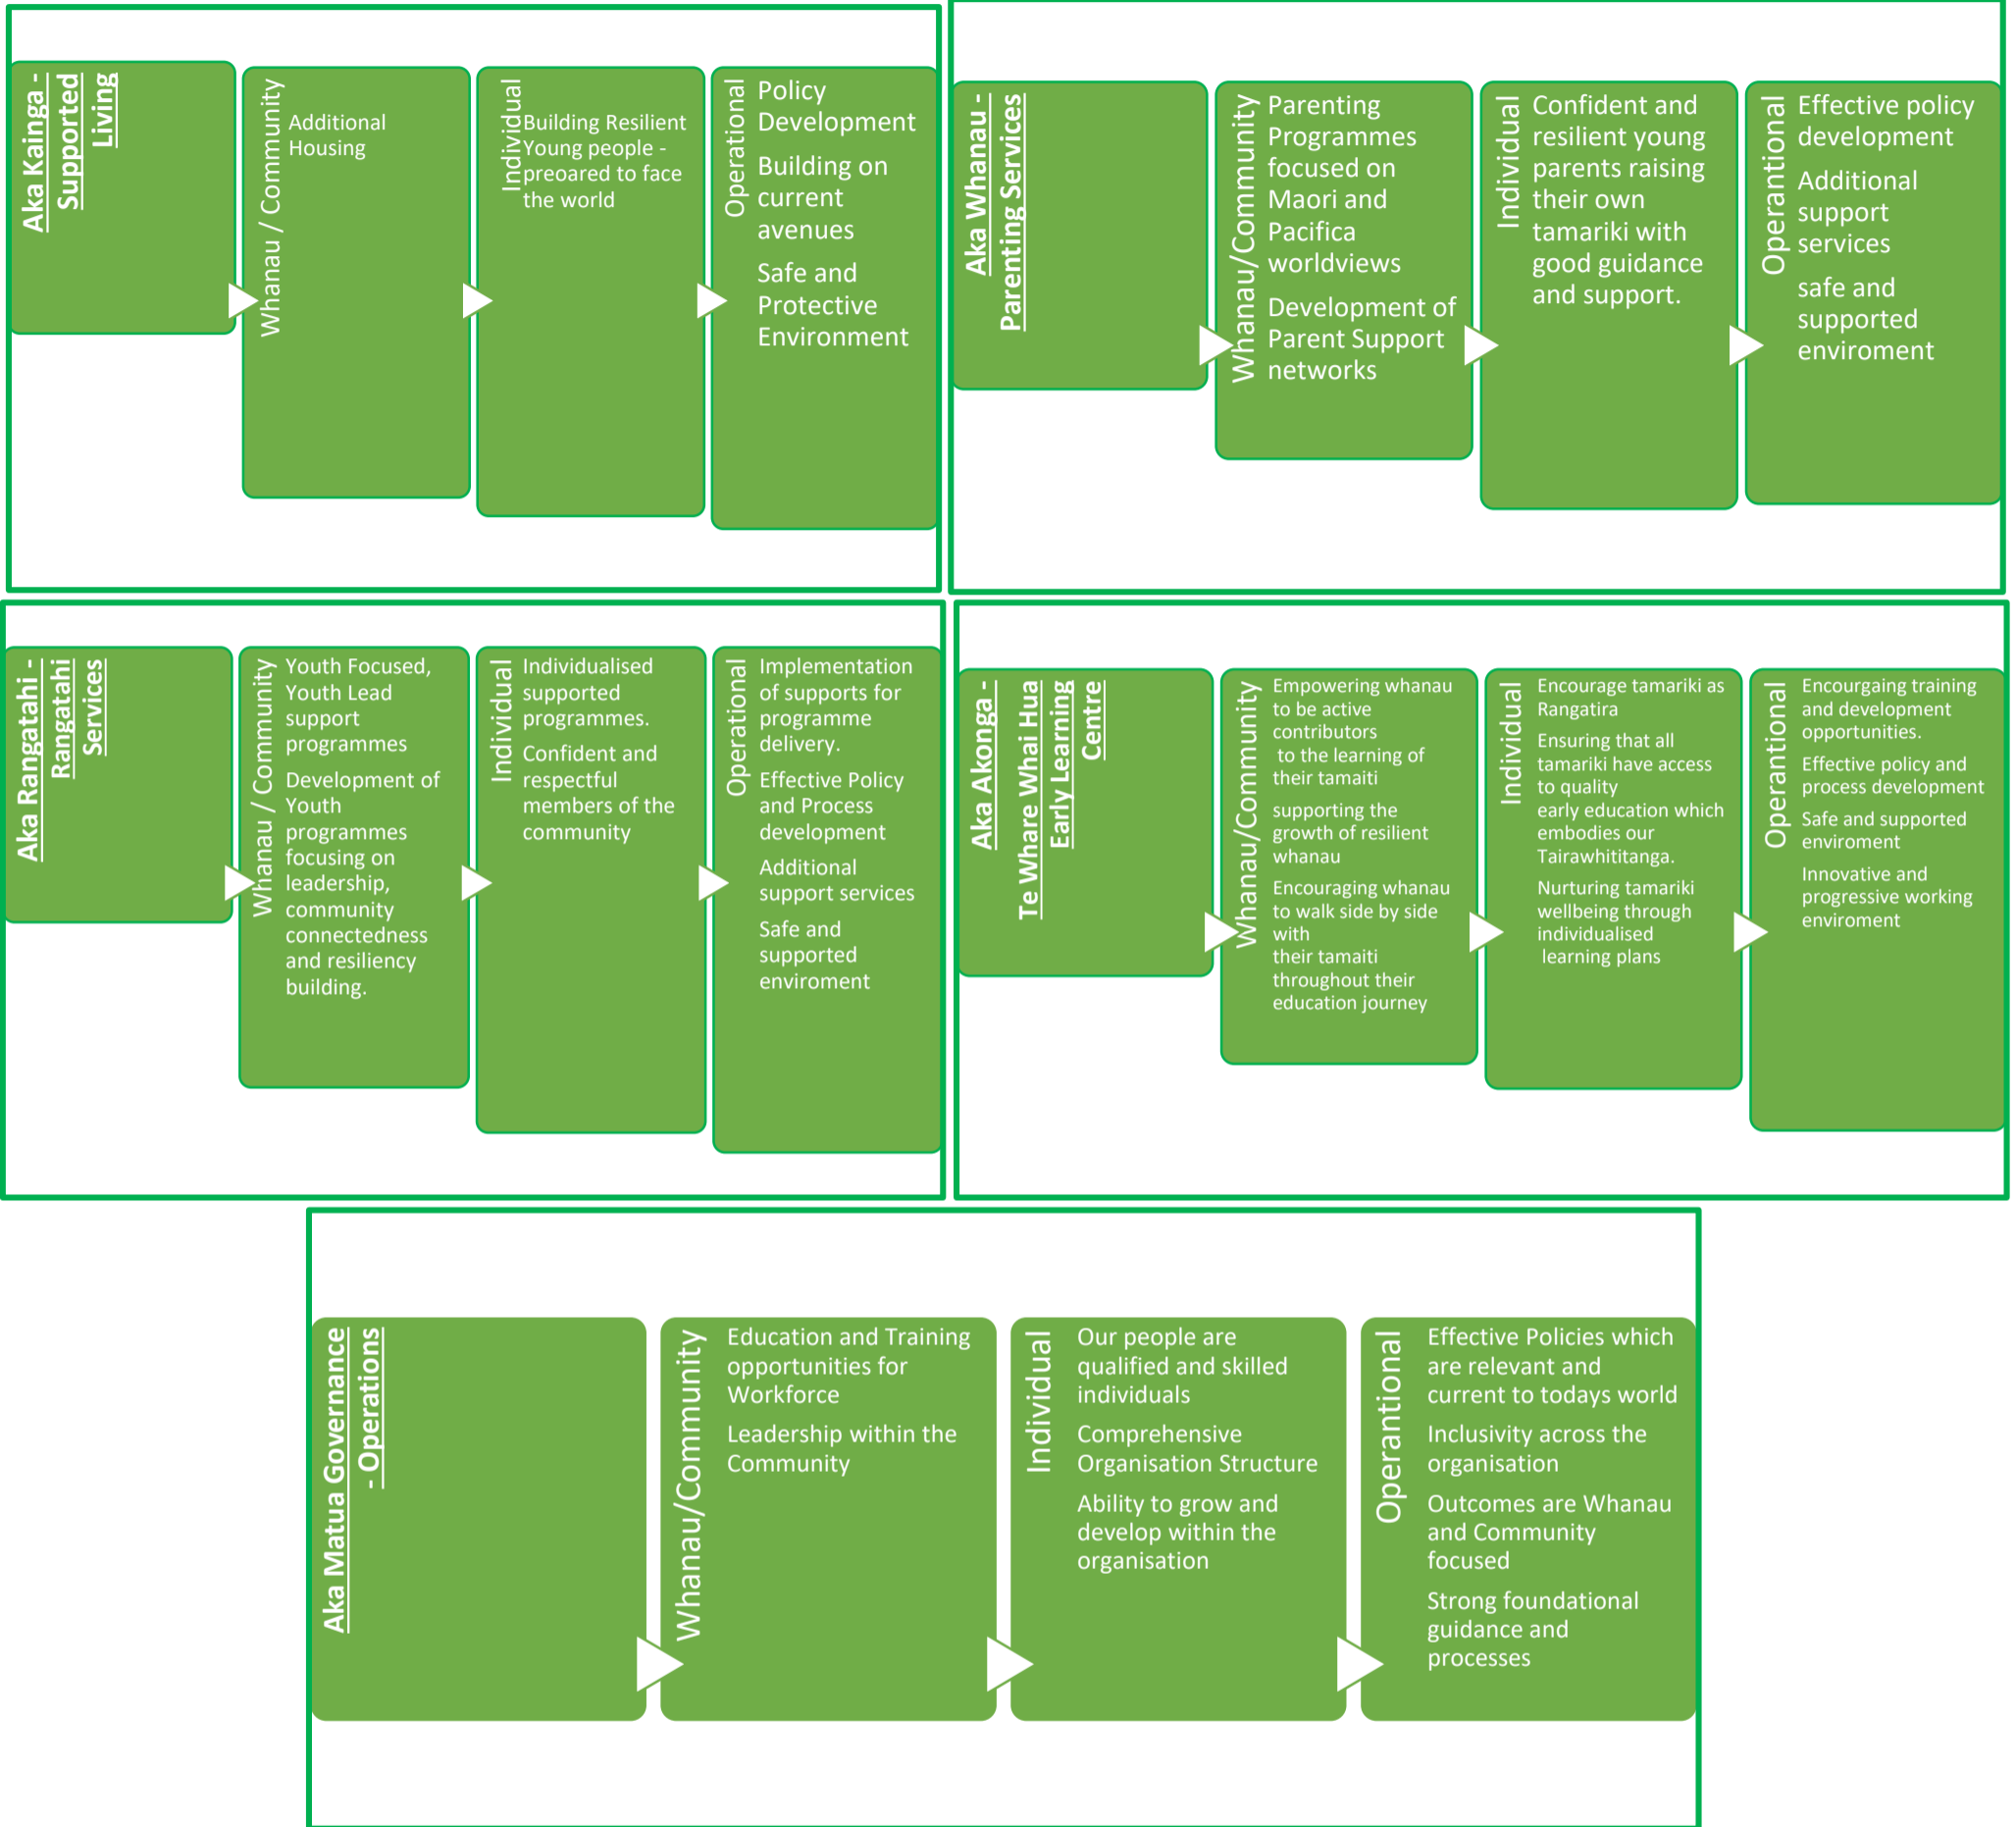 Aka Kainga -
Supported
Living
Whanau / Community
Additional
Housing
Individual
Building Resilient
Young people -
preoared to face
the world
Operational
Policy
Development
Building on
current
avenues
Safe and
Protective
Environment
Aka Whanau -
Parenting Services
Whanau/Community
Parenting
Programmes
focused on
Maori and
Pacifica
worldviews
Development of
Parent Support
networks
Individual
Confident and
resilient young
parents raising
their own
tamariki with
good guidance
and support.
Operantional
Effective policy
development
Additional
support
services
safe and
supported
enviroment
Aka Rangatahi -
Rangatahi
Services
Whanau / Community
Youth Focused,
Youth Lead
support
programmes
Development of
Youth
programmes
focusing on
leadership,
community
connectedness
and resiliency
building.
Individual
Individualised
supported
programmes.
Confident and
respectful
members of the
community
Operational
Implementation
of supports for
programme
delivery.
Effective Policy
and Process
development
Additional
support services
Safe and
supported
enviroment
Aka Akonga -
Te Whare Whai Hua
Early Learning
Centre
Whanau/Community
Empowering whanau
to be active
contributors
to the learning of
their tamaiti
supporting the
growth of resilient
whanau
Encouraging whanau
to walk side by side
with
their tamaiti
throughout their
education journey
Individual
Encourage tamariki as
Rangatira
Ensuring that all
tamariki have access
to quality
early education which
embodies our
Tairawhititanga.
Nurturing tamariki
wellbeing through
individualised
learning plans
Operantional
Encourgaing training
and development
opportunities.
Effective policy and
process development
Safe and supported
enviroment
Innovative and
progressive working
enviroment
Aka Matua Governance
- Operations
Whanau/Community
Education and Training
opportunities for
Workforce
Leadership within the
Community
Individual
Our people are
qualified and skilled
individuals
Comprehensive
Organisation Structure
Ability to grow and
develop within the
organisation
Operantional
Effective Policies which
are relevant and
current to todays world
Inclusivity across the
organisation
Outcomes are Whanau
and Community
focused
Strong foundational
guidance and
processes